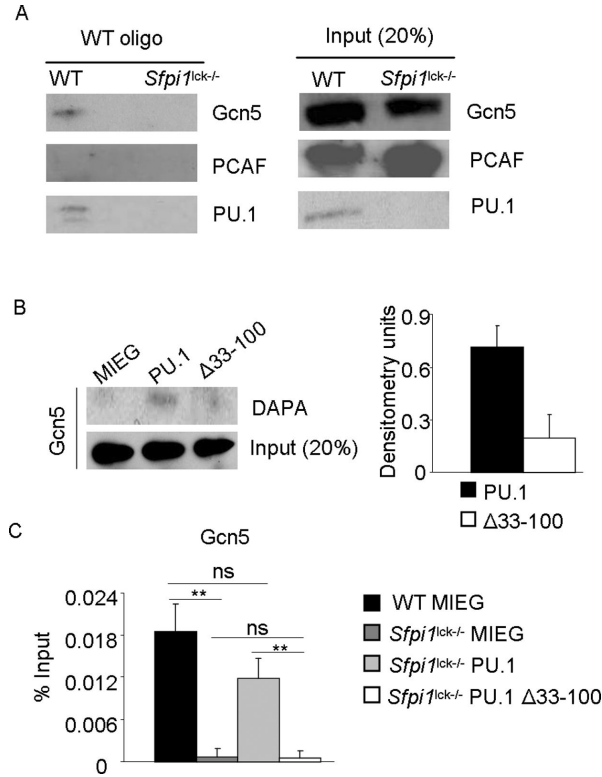 A
WT oligo
Input (20%)
WT
Sfpi1lck-/-
WT
Sfpi1lck-/-
Gcn5
Gcn5
PCAF
PCAF
PU.1
PU.1
B
MIEG
PU.1
Δ33-100
Gcn5
DAPA
Input (20%)
Densitometry units
0.9
0.6
0.3
0
PU.1
Δ33-100
C
Gcn5
% Input
0.024
0.018
0.012
0.006
0
ns
**
ns
**
WT MIEG
Sfpi1lck-/- MIEG
Sfpi1lck-/- PU.1
Sfpi1lck-/- PU.1 Δ33-100